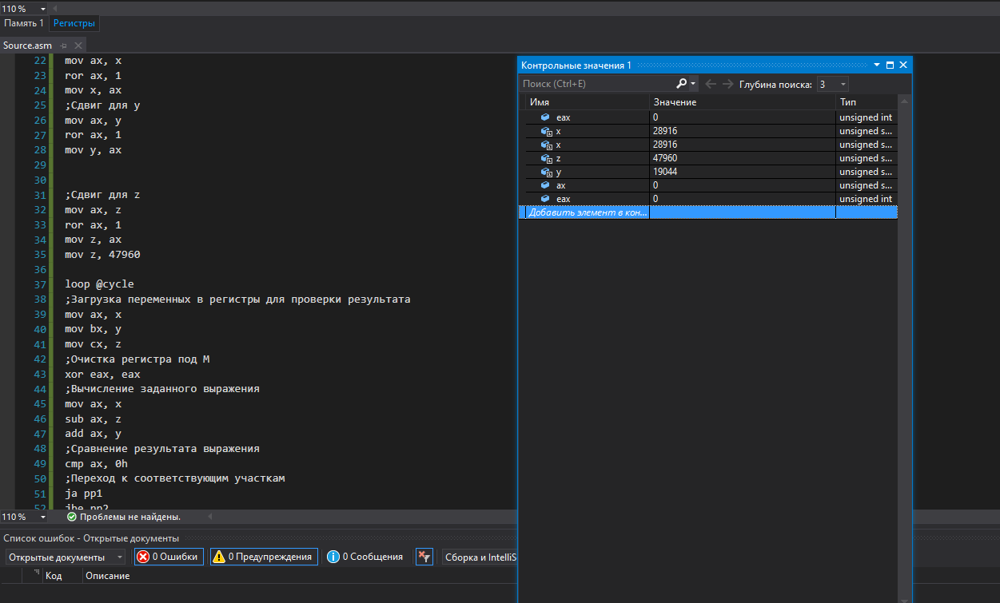 110 %
Память 1 Регистры
Source.asm
22 mov ax, x
23 ror ax, 1
24 mov x, ax
25 ;Сдвиг для y
26 mov ax, y
27 ror ax, 1
28 mov y, ax
29
30
31 ;Сдвиг для z
32 mov ax, z
33 ror ax, 1
34 mov z, ax
35 mov z, 47960
36
37 loop @cycle
38 ;Загрузка переменных в регистры для проверки результата
39 mov ax, x
40 mov bx, y
41 mov cx, z
42 ;Очистка регистра под М
43 xor eax, eax
44 ;Вычисление заданного выражения
45 mov ax, x
46 sub ax, z
47 add ax, y
48 ;Сравнение результата выражения
49 cmp ax, 0h
50 ;Переход к соответствующим участкам
51 ja pp1
52 jbe pp2
110 % Проблемы не найдены.
Контрольные значения 1
Поиск (Ctrl+E) Глубина поиска: 3
Имя Значение Тип
eax 0 unsigned int
x 28916 unsigned s...
x 28916 unsigned s...
z 47960 unsigned s...
y 19044 unsigned s...
ax 0 unsigned s...
eax 0 unsigned int
Добавить элемент в кон...
Список ошибок - Открытые документы
Открытые документы 0 Ошибки 0 Предупреждения 0 Сообщения Сборка и IntelliS
Код Описание